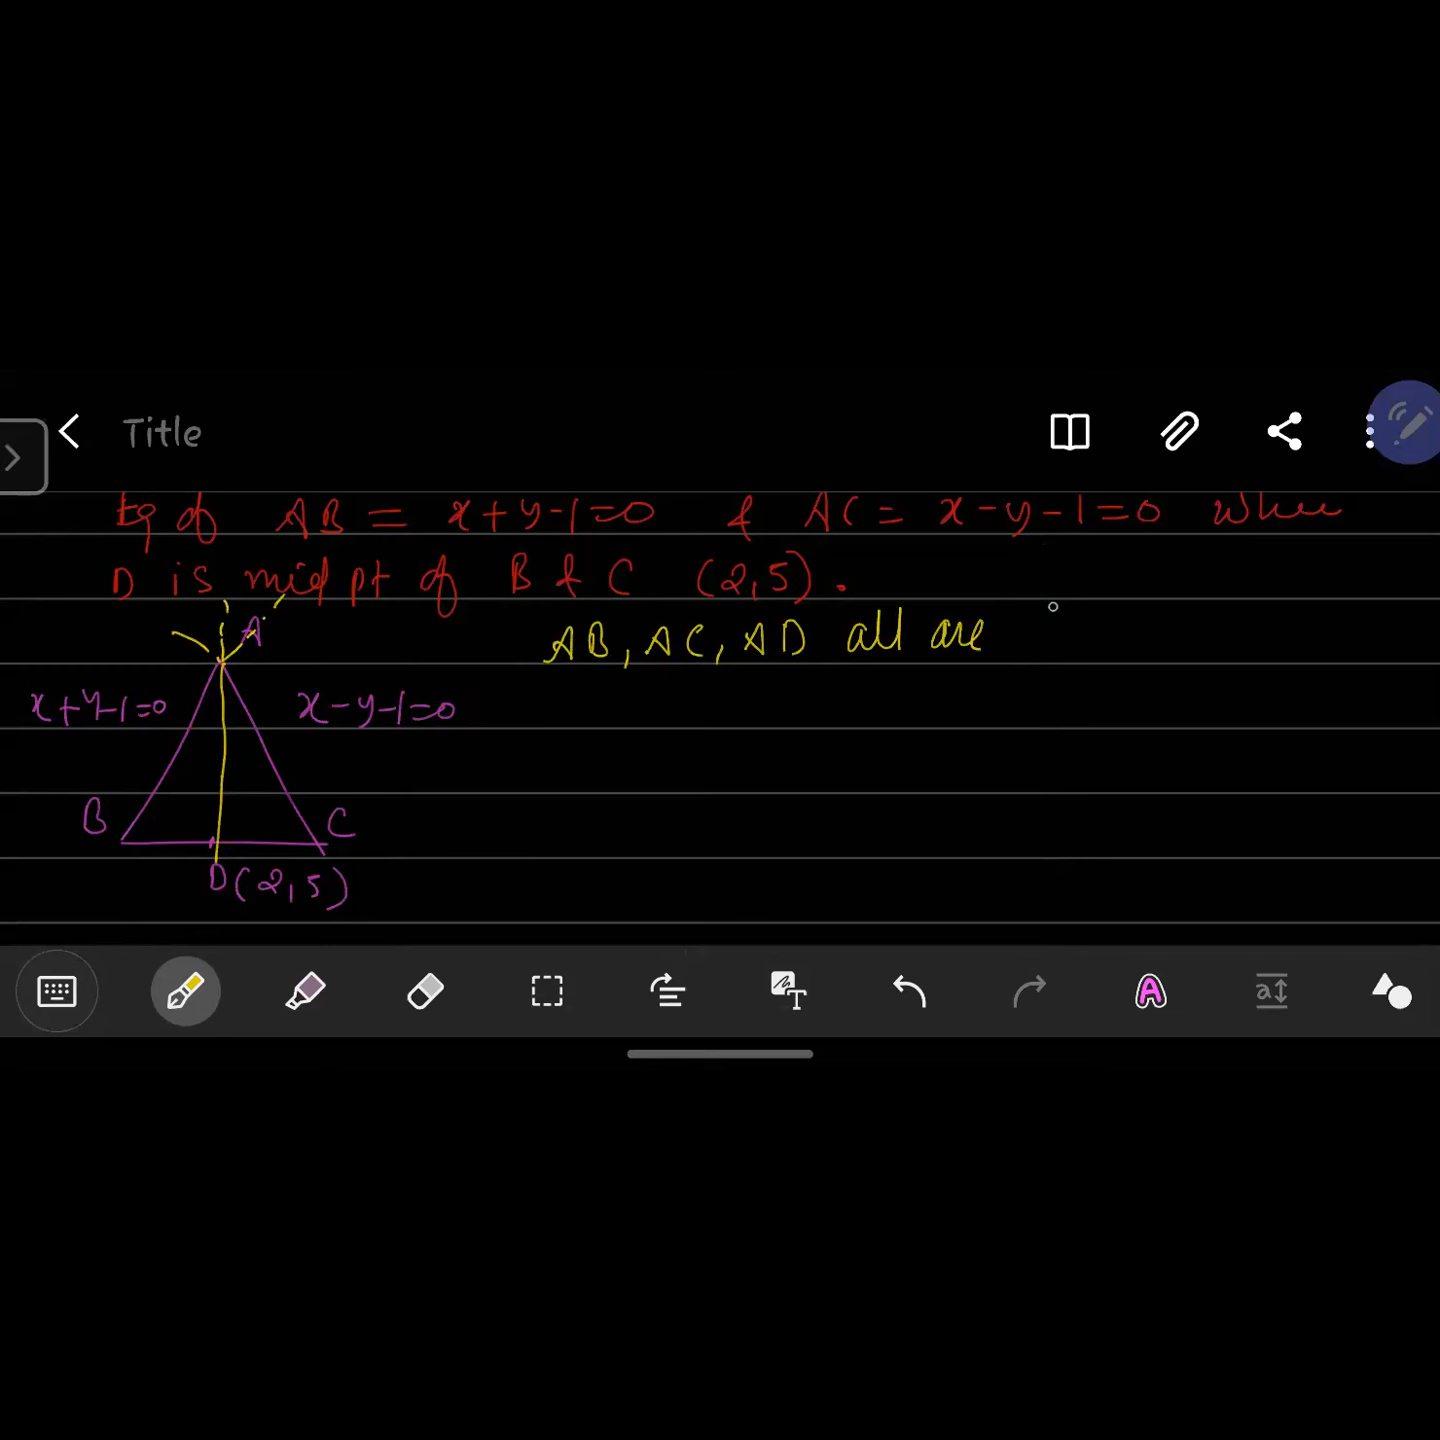 Title
Eq of AB = x+y-1=0 & AC = x-y-1=0 where
D is mid pt of B & C (2,5).
A
AB, AC, AD all are
x+y-1=0
x-y-1=0
B
C
D(2,5)
A
a
T